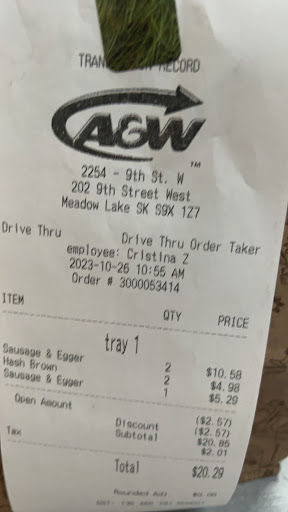 TRAN RECORD
A&W
TM
2254 - 9th St. W
202 9th Street West
Meadow Lake SK S9X 1Z7
Drive Thru Drive Thru Order Taker
employee: Cristina Z
2023-10-26 10:55 AM
Order # 3000053414
ITEM QTY PRICE
tray 1
Sausage & Egger 2 $10.58
Hash Brown 2 $4.98
Sausage & Egger 1 $5.29
Open Amount ($2.57)
Discount ($2.57)
Subtotal $20.85
Tax $2.01
Total $20.29
Rounded Adj. $0.00